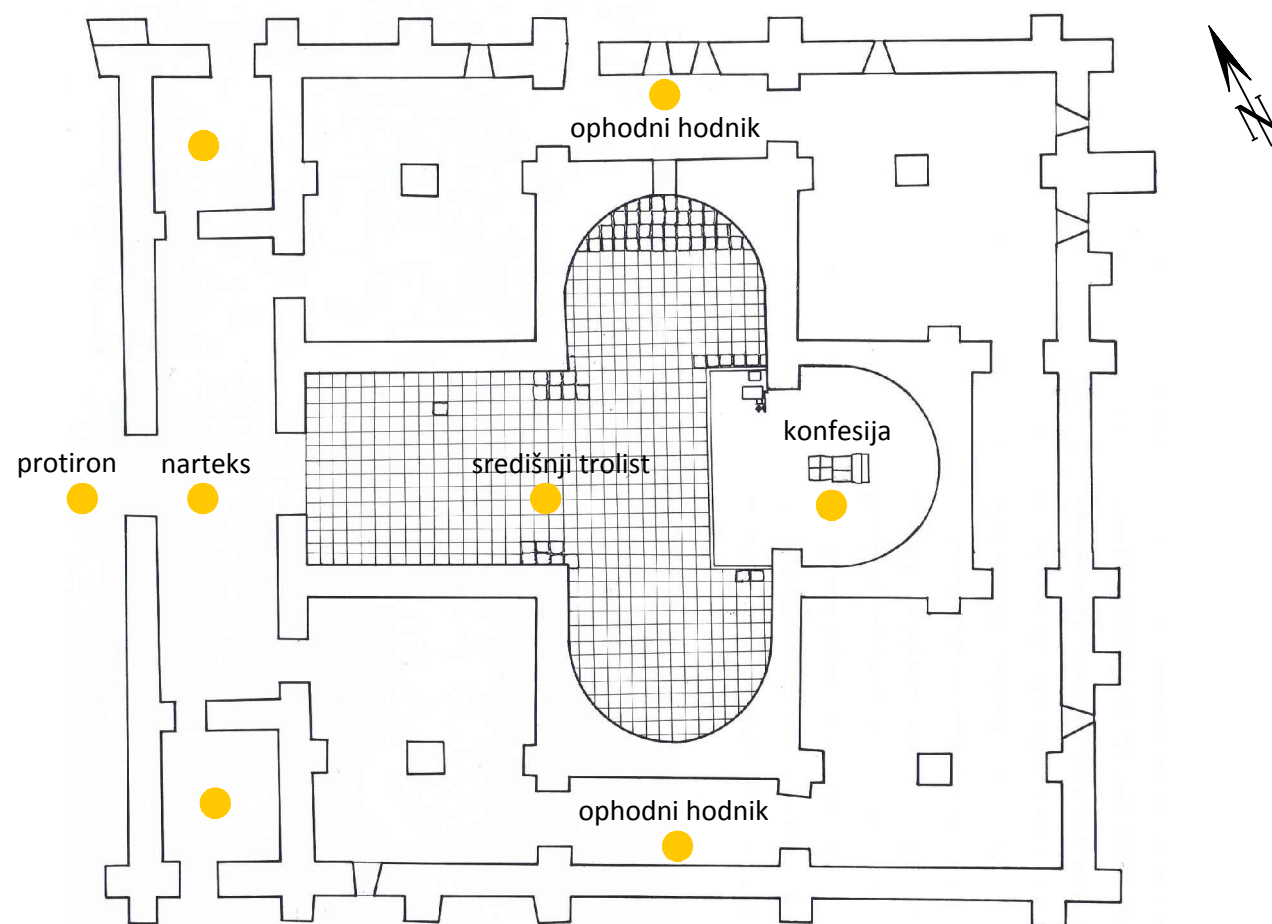 N
ophodni hodnik
konfesija
protiron
narteks
središnji trolist
ophodni hodnik